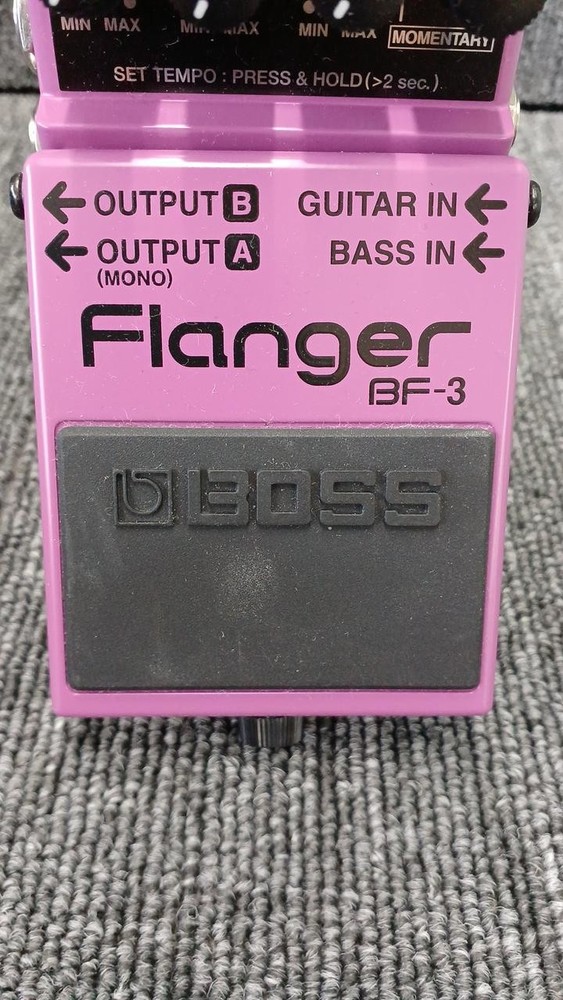 MIN MAX MIN MAX MIN MAX MOMENTARY
SET TEMPO : PRESS & HOLD(>2 sec.)
← OUTPUT B GUITAR IN ←
← OUTPUT A BASS IN ←
(MONO)
Flanger
BF-3
BOSS